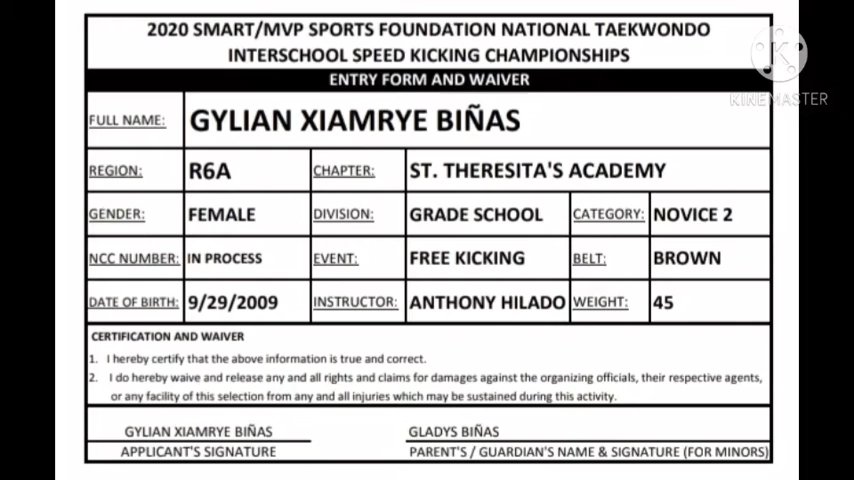 2020 SMART/MVP SPORTS FOUNDATION NATIONAL TAEKWONDO
INTERSCHOOL SPEED KICKING CHAMPIONSHIPS
ENTRY FORM AND WAIVER
KINEMASTER
FULL NAME: GYLIAN XIAMRYE BIÑAS
REGION: R6A CHAPTER: ST. THERESITA'S ACADEMY
GENDER: FEMALE DIVISION: GRADE SCHOOL CATEGORY: NOVICE 2
NCC NUMBER: IN PROCESS EVENT: FREE KICKING BELT: BROWN
DATE OF BIRTH: 9/29/2009 INSTRUCTOR: ANTHONY HILADO WEIGHT: 45
CERTIFICATION AND WAIVER
1. I hereby certify that the above information is true and correct.
2. I do hereby waive and release any and all rights and claims for damages against the organizing officials, their respective agents,
or any facility of this selection from any and all injuries which may be sustained during this activity.
GYLIAN XIAMRYE BIÑAS GLADYS BIÑAS
APPLICANT'S SIGNATURE PARENT'S / GUARDIAN'S NAME & SIGNATURE (FOR MINORS)